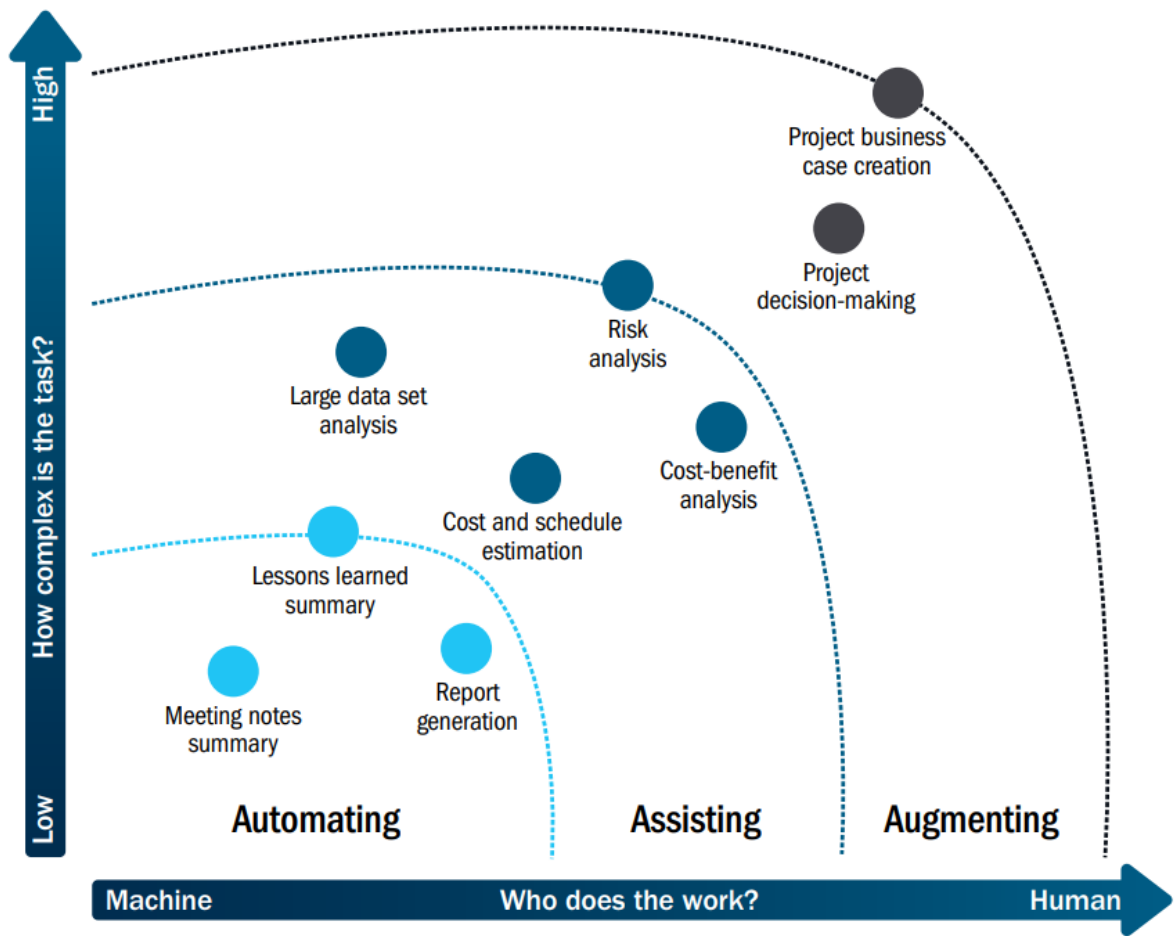 High
How complex is the task?
Low
Project business
case creation
Project
decision-making
Risk
analysis
Large data set
analysis
Cost-benefit
analysis
Cost and schedule
estimation
Lessons learned
summary
Report
generation
Meeting notes
summary
Automating
Assisting
Augmenting
Machine
Who does the work?
Human